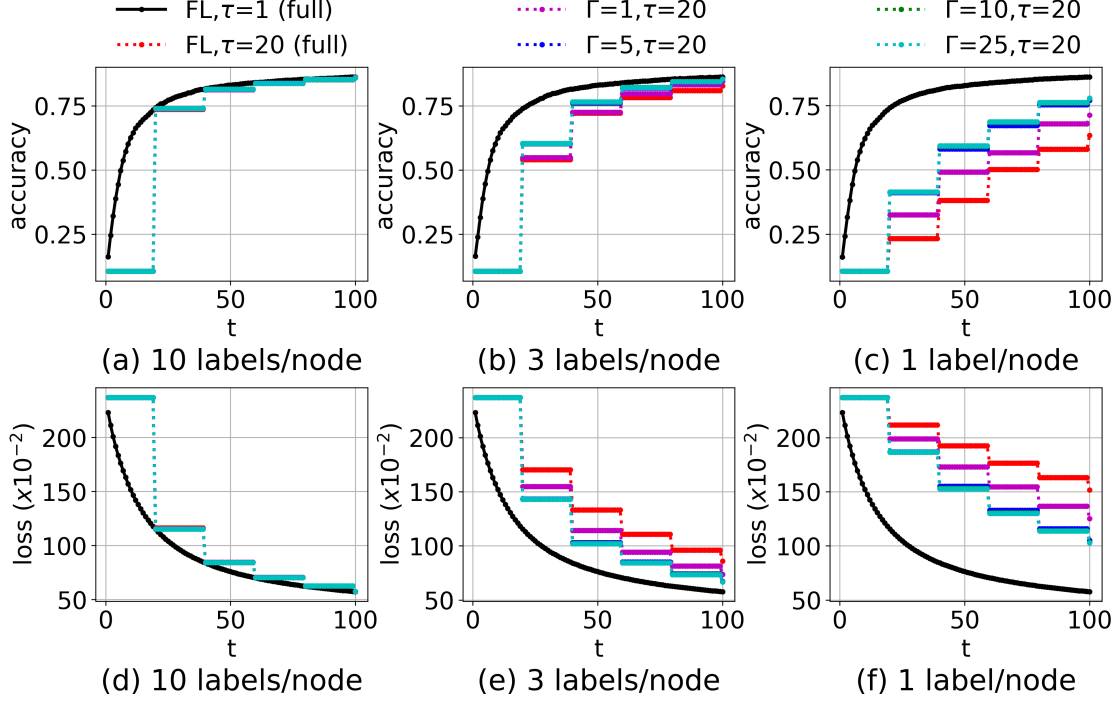 FL,τ=1 (full)
FL,τ=20 (full)
Γ=1,τ=20
Γ=5,τ=20
Γ=10,τ=20
Γ=25,τ=20
accuracy
0.75
0.50
0.25
0 50 100
t
(a) 10 labels/node
accuracy
0.75
0.50
0.25
0 50 100
t
(b) 3 labels/node
accuracy
0.75
0.50
0.25
0 50 100
t
(c) 1 label/node
loss (x10⁻²)
200
150
100
50
0 50 100
t
(d) 10 labels/node
loss (x10⁻²)
200
150
100
50
0 50 100
t
(e) 3 labels/node
loss (x10⁻²)
200
150
100
50
0 50 100
t
(f) 1 label/node